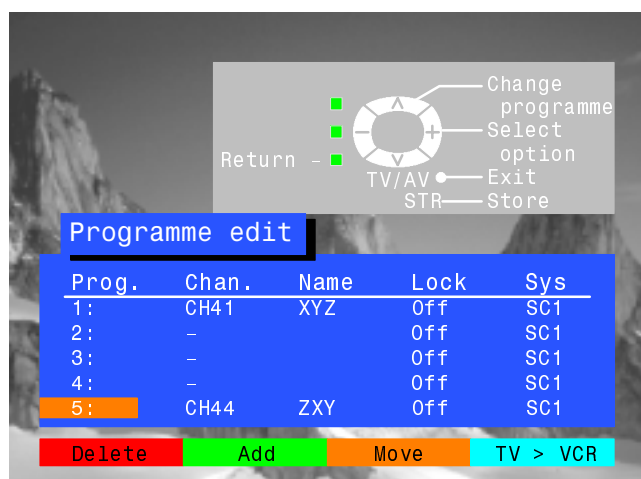 Change
programme
Select
option
Return –
TV/AV
Exit
STR
Store
Programme edit
Prog. Chan. Name Lock Sys
1: CH41 XYZ Off SC1
2: – Off SC1
3: – Off SC1
4: – Off SC1
5: CH44 ZXY Off SC1
Delete Add Move TV > VCR